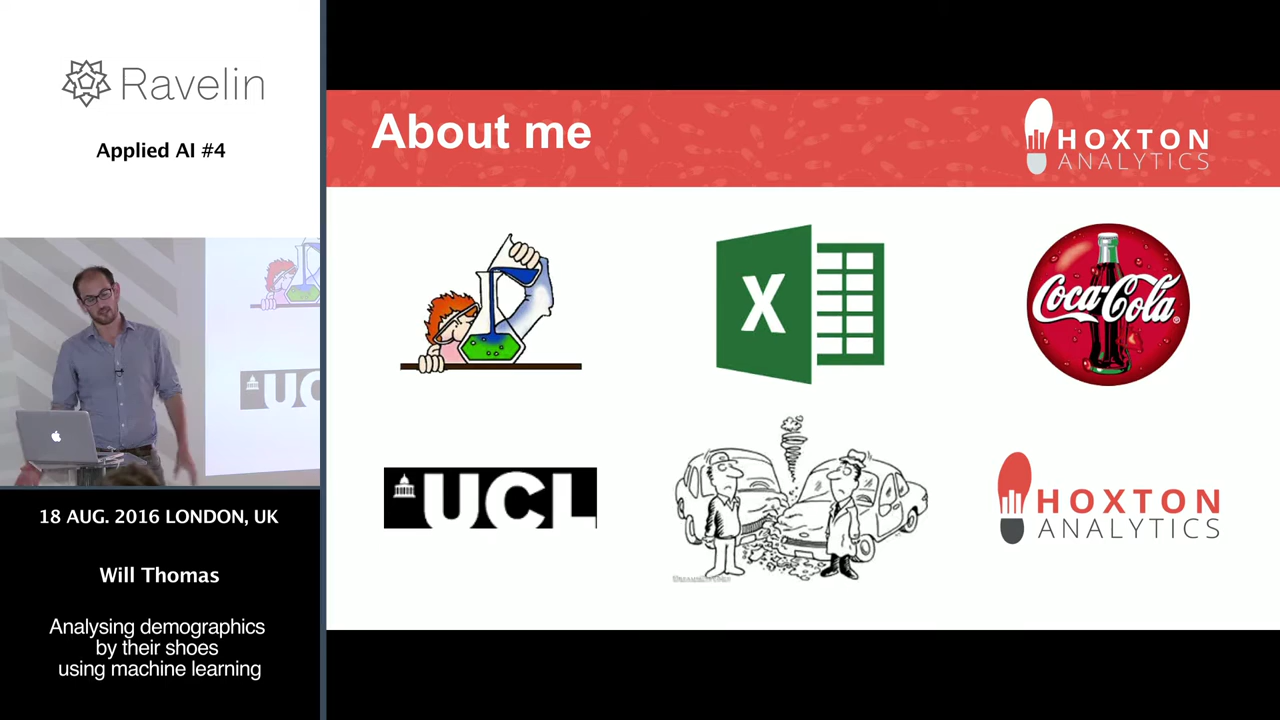 Ravelin
Applied AI #4
18 AUG. 2016 LONDON, UK
Will Thomas
Analysing demographics
by their shoes
using machine learning
About me
HOXTON
ANALYTICS
X
Coca-Cola
UCL
HOXTON
ANALYTICS
UC